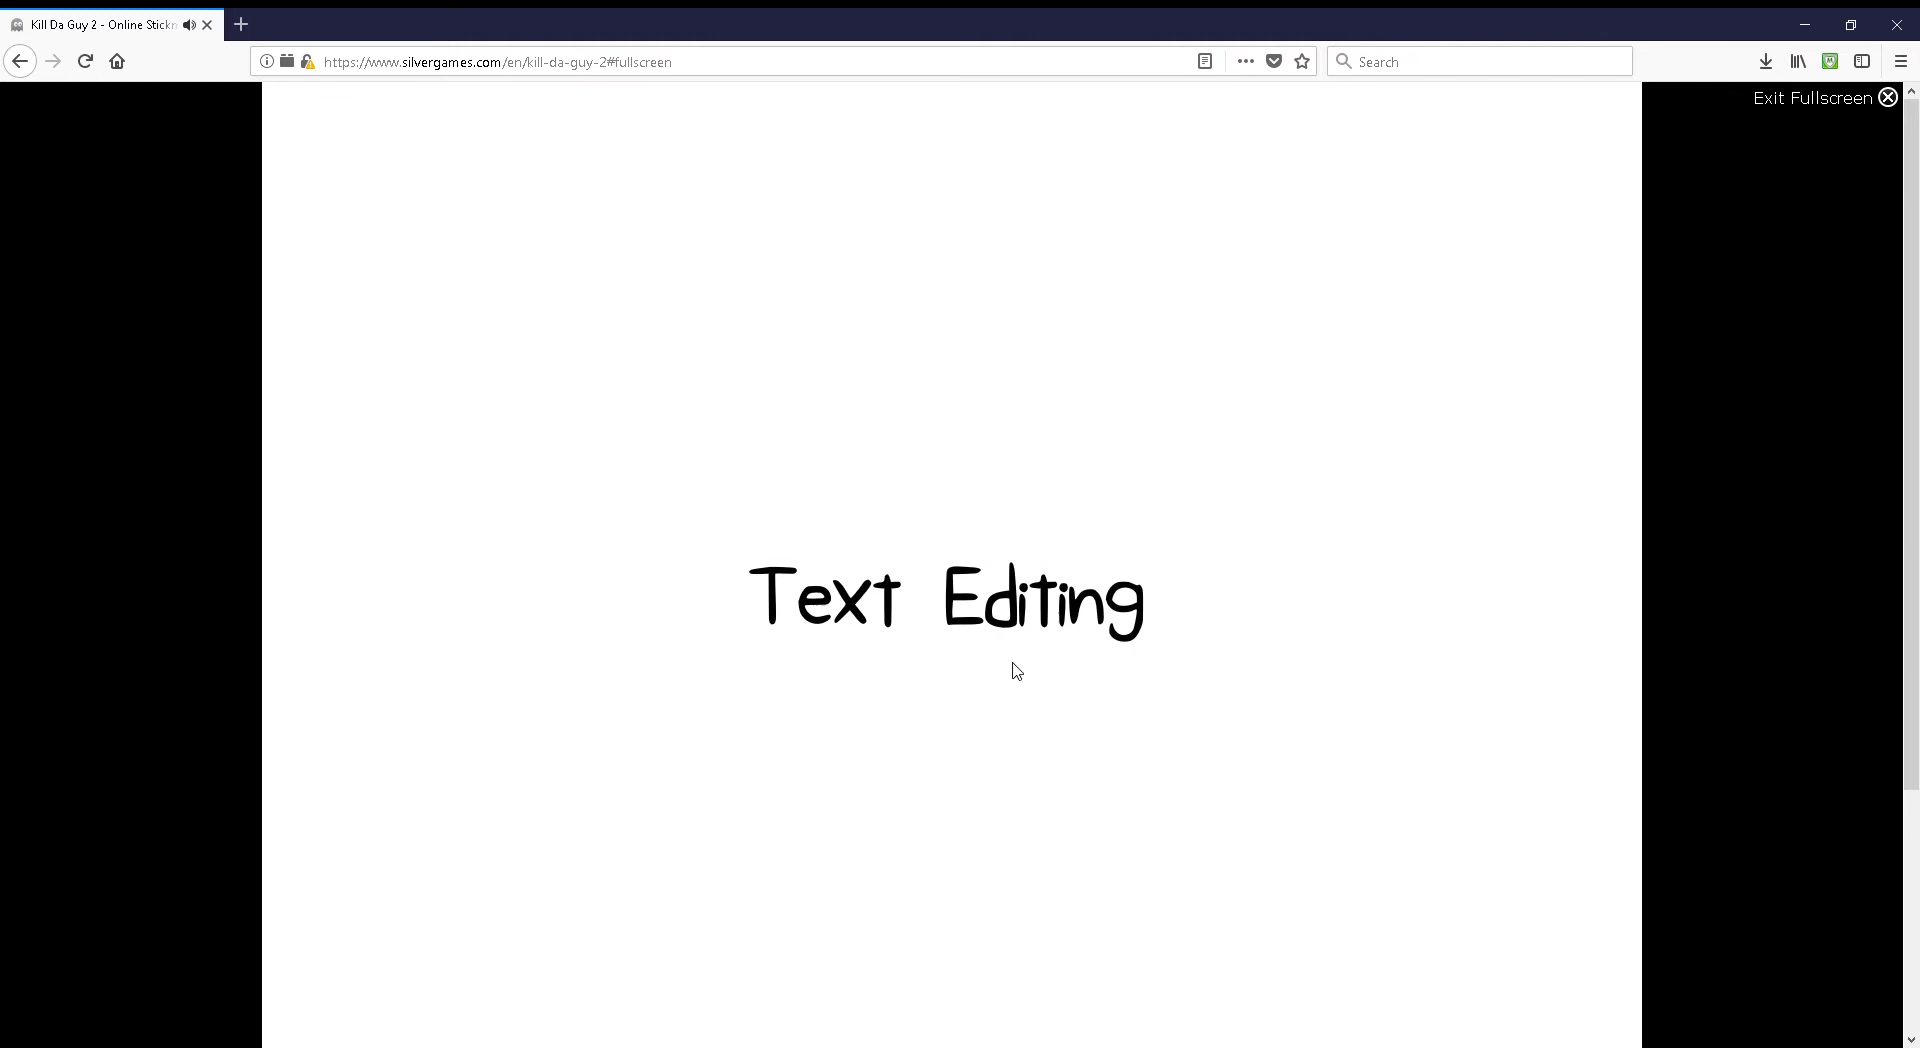 Kill Da Guy 2 - Online Stickn
https://www.silvergames.com/en/kill-da-guy-2#fullscreen
Search
Exit Fullscreen
Text Editing